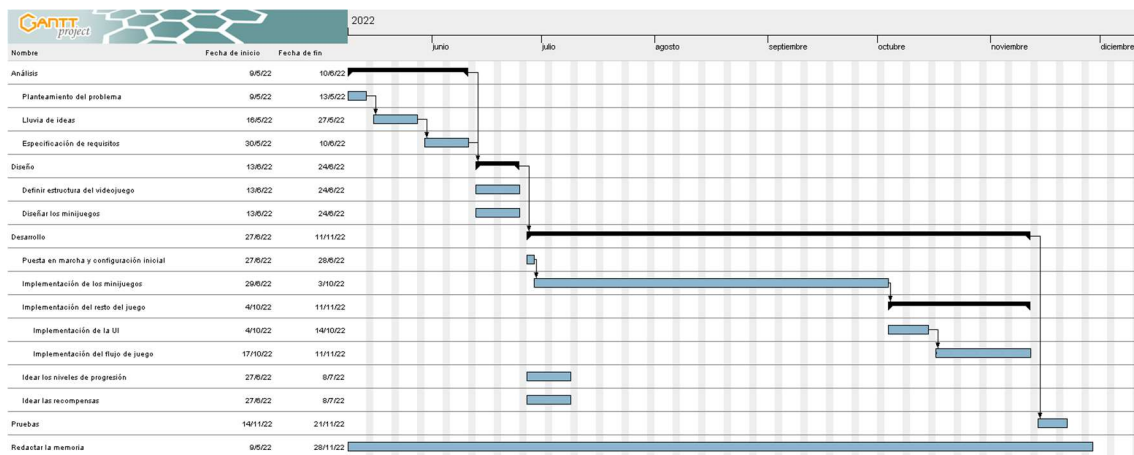 GANTT
project
2022
junio julio agosto septiembre octubre noviembre diciembre
Nombre Fecha de inicio Fecha de fin
Análisis 9/5/22 10/6/22
Planteamiento del problema 9/5/22 13/5/22
Lluvia de ideas 16/5/22 27/5/22
Especificación de requisitos 30/5/22 10/6/22
Diseño 13/6/22 24/6/22
Definir estructura del videojuego 13/6/22 24/6/22
Diseñar los minijuegos 13/6/22 24/6/22
Desarrollo 27/6/22 11/11/22
Puesta en marcha y configuración inicial 27/6/22 28/6/22
Implementación de los minijuegos 29/6/22 3/10/22
Implementación del resto del juego 4/10/22 11/11/22
Implementación de la UI 4/10/22 14/10/22
Implementación del flujo de juego 17/10/22 11/11/22
Idear los niveles de progresión 27/6/22 8/7/22
Idear las recompensas 27/6/22 8/7/22
Pruebas 14/11/22 21/11/22
Redactar la memoria 9/5/22 28/11/22